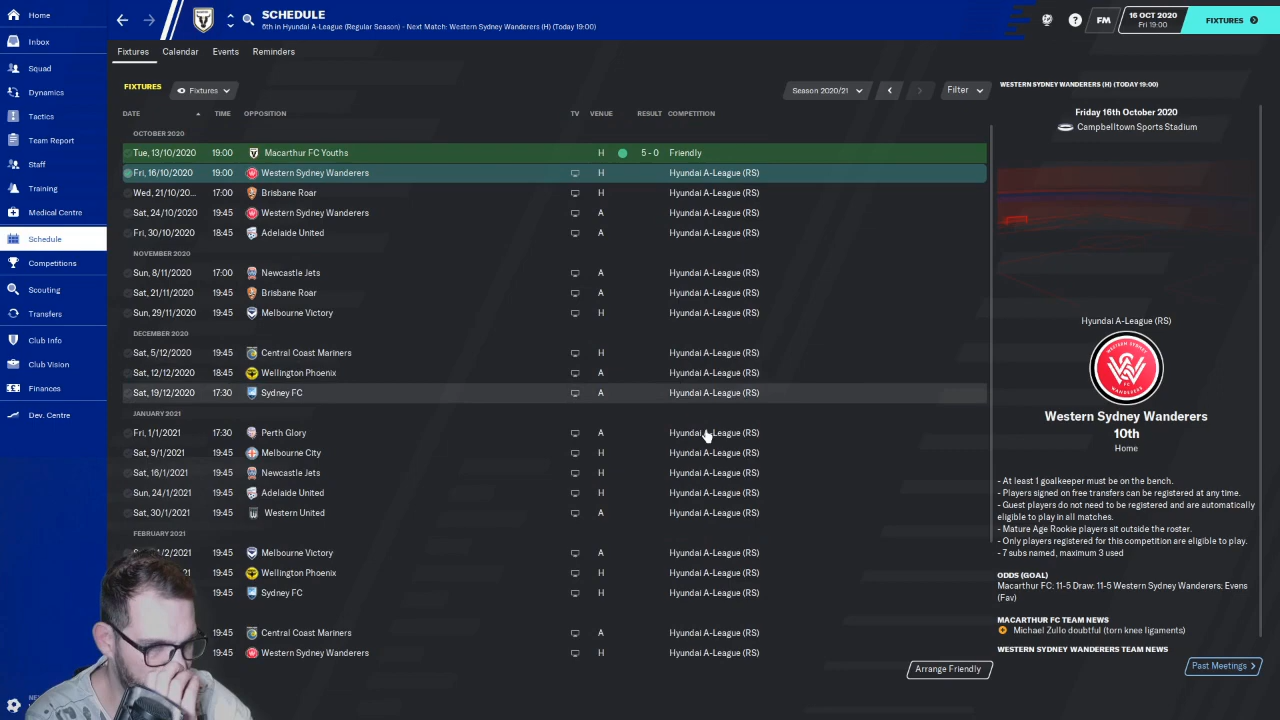 Home
Inbox
Squad
Dynamics
Tactics
Team Report
Staff
Training
Medical Centre
Schedule
Competitions
Scouting
Transfers
Club Info
Club Vision
Finances
Dev. Centre
SCHEDULE
6th in Hyundai A-League (Regular Season) - Next Match: Western Sydney Wanderers (H) (Today 19:00)
FM
16 OCT 2020
Fri 19:00
FIXTURES
Fixtures Calendar Events Reminders
FIXTURES Fixtures Season 2020/21 Filter
DATE TIME OPPOSITION TV VENUE RESULT COMPETITION
OCTOBER 2020
Tue, 13/10/2020 19:00 Macarthur FC Youths H 5 - 0 Friendly
Fri, 16/10/2020 19:00 Western Sydney Wanderers H Hyundai A-League (RS)
Wed, 21/10/20... 17:00 Brisbane Roar H Hyundai A-League (RS)
Sat, 24/10/2020 19:45 Western Sydney Wanderers A Hyundai A-League (RS)
Fri, 30/10/2020 18:45 Adelaide United A Hyundai A-League (RS)
NOVEMBER 2020
Sun, 8/11/2020 17:00 Newcastle Jets A Hyundai A-League (RS)
Sat, 21/11/2020 19:45 Brisbane Roar A Hyundai A-League (RS)
Sun, 29/11/2020 19:45 Melbourne Victory H Hyundai A-League (RS)
DECEMBER 2020
Sat, 5/12/2020 19:45 Central Coast Mariners H Hyundai A-League (RS)
Sat, 12/12/2020 18:45 Wellington Phoenix A Hyundai A-League (RS)
Sat, 19/12/2020 17:30 Sydney FC A Hyundai A-League (RS)
JANUARY 2021
Fri, 1/1/2021 17:30 Perth Glory A Hyundai A-League (RS)
Sat, 9/1/2021 19:45 Melbourne City H Hyundai A-League (RS)
Sat, 16/1/2021 19:45 Newcastle Jets H Hyundai A-League (RS)
Sun, 24/1/2021 19:45 Adelaide United H Hyundai A-League (RS)
Sat, 30/1/2021 19:45 Western United A Hyundai A-League (RS)
FEBRUARY 2021
19:45 Melbourne Victory A Hyundai A-League (RS)
19:45 Wellington Phoenix H Hyundai A-League (RS)
19:45 Sydney FC H Hyundai A-League (RS)
19:45 Central Coast Mariners A Hyundai A-League (RS)
19:45 Western Sydney Wanderers A Hyundai A-League (RS)
Arrange Friendly
WESTERN SYDNEY WANDERERS (H) (TODAY 19:00)
Friday 16th October 2020
Campbelltown Sports Stadium
Hyundai A-League (RS)
Western Sydney Wanderers
10th
Home
- At least 1 goalkeeper must be on the bench.
- Players signed on free transfers can be registered at any time.
- Guest players do not need to be registered and are automatically
eligible to play in all matches.
- Mature Age Rookie players sit outside the roster.
- Only players registered for this competition are eligible to play.
- 7 subs named, maximum 3 used
ODDS (GOAL)
Macarthur FC: 11-5 Draw: 11-5 Western Sydney Wanderers: Evens
(Fav)
MACARTHUR FC TEAM NEWS
Michael Zullo doubtful (torn knee ligaments)
WESTERN SYDNEY WANDERERS TEAM NEWS
Past Meetings